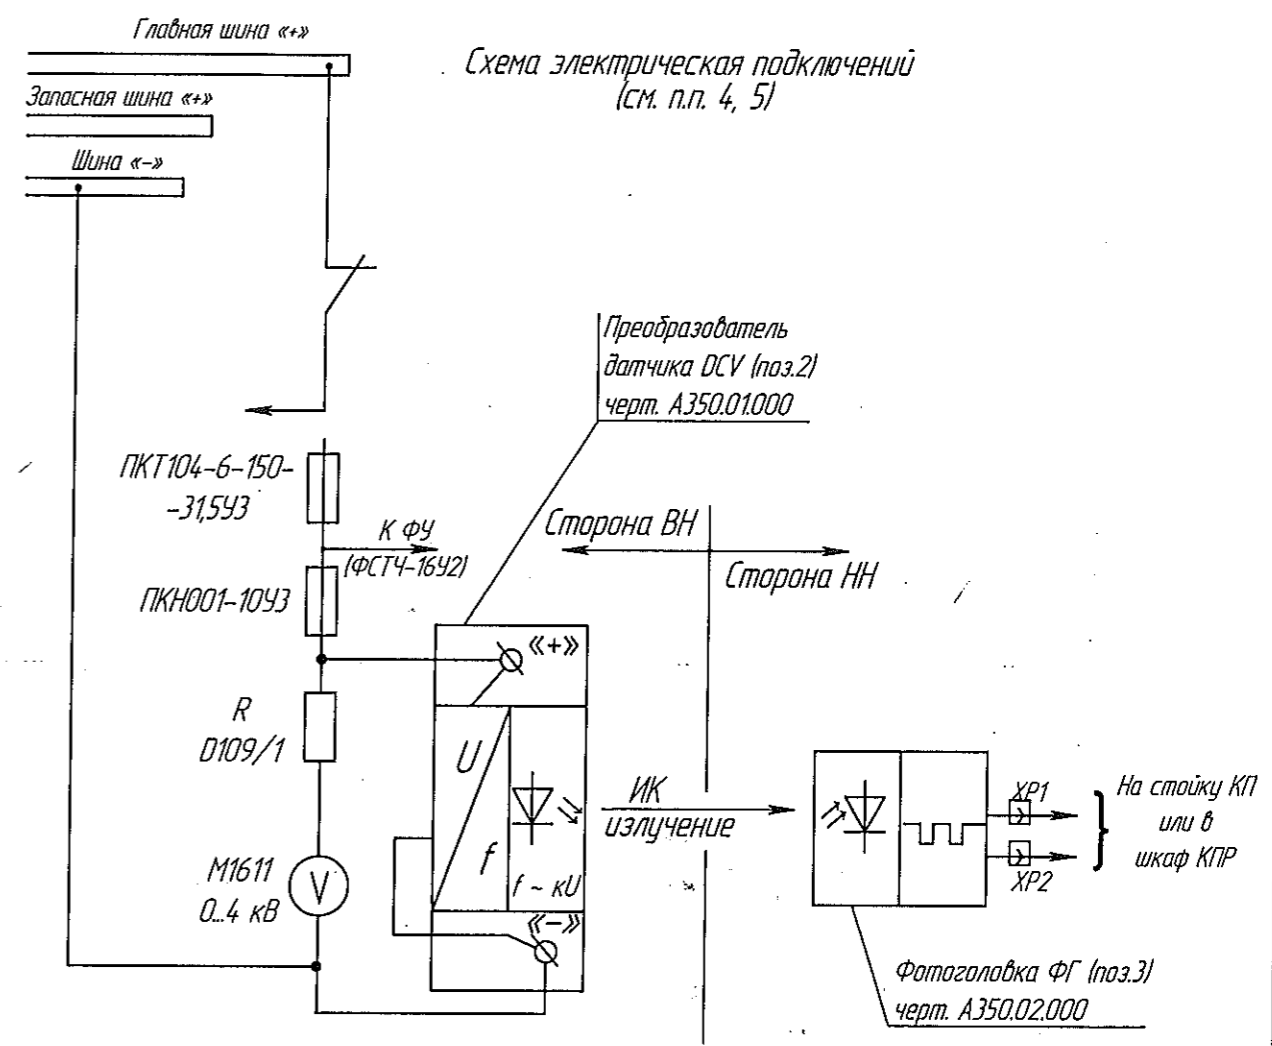 Главная шина «+»
Схема электрическая подключений
(см. п.п. 4, 5)
Запасная шина «+»
Шина «–»
Преобразователь
датчика DCV (поз.2)
черт. А350.01.000
ПКТ104-6-150-
-31,5У3
К ФУ
(ФСТЧ-16У2)
Сторона ВН
Сторона НН
ПКН001-10У3
«+»
R
D109/1
U
f
f ~ кU
ИК
излучение
М1611
0...4 кВ
V
«–»
XP1
XP2
На стойку КП
или в
шкаф КПР
Фотоголовка ФГ (поз.3)
черт. А350.02.000